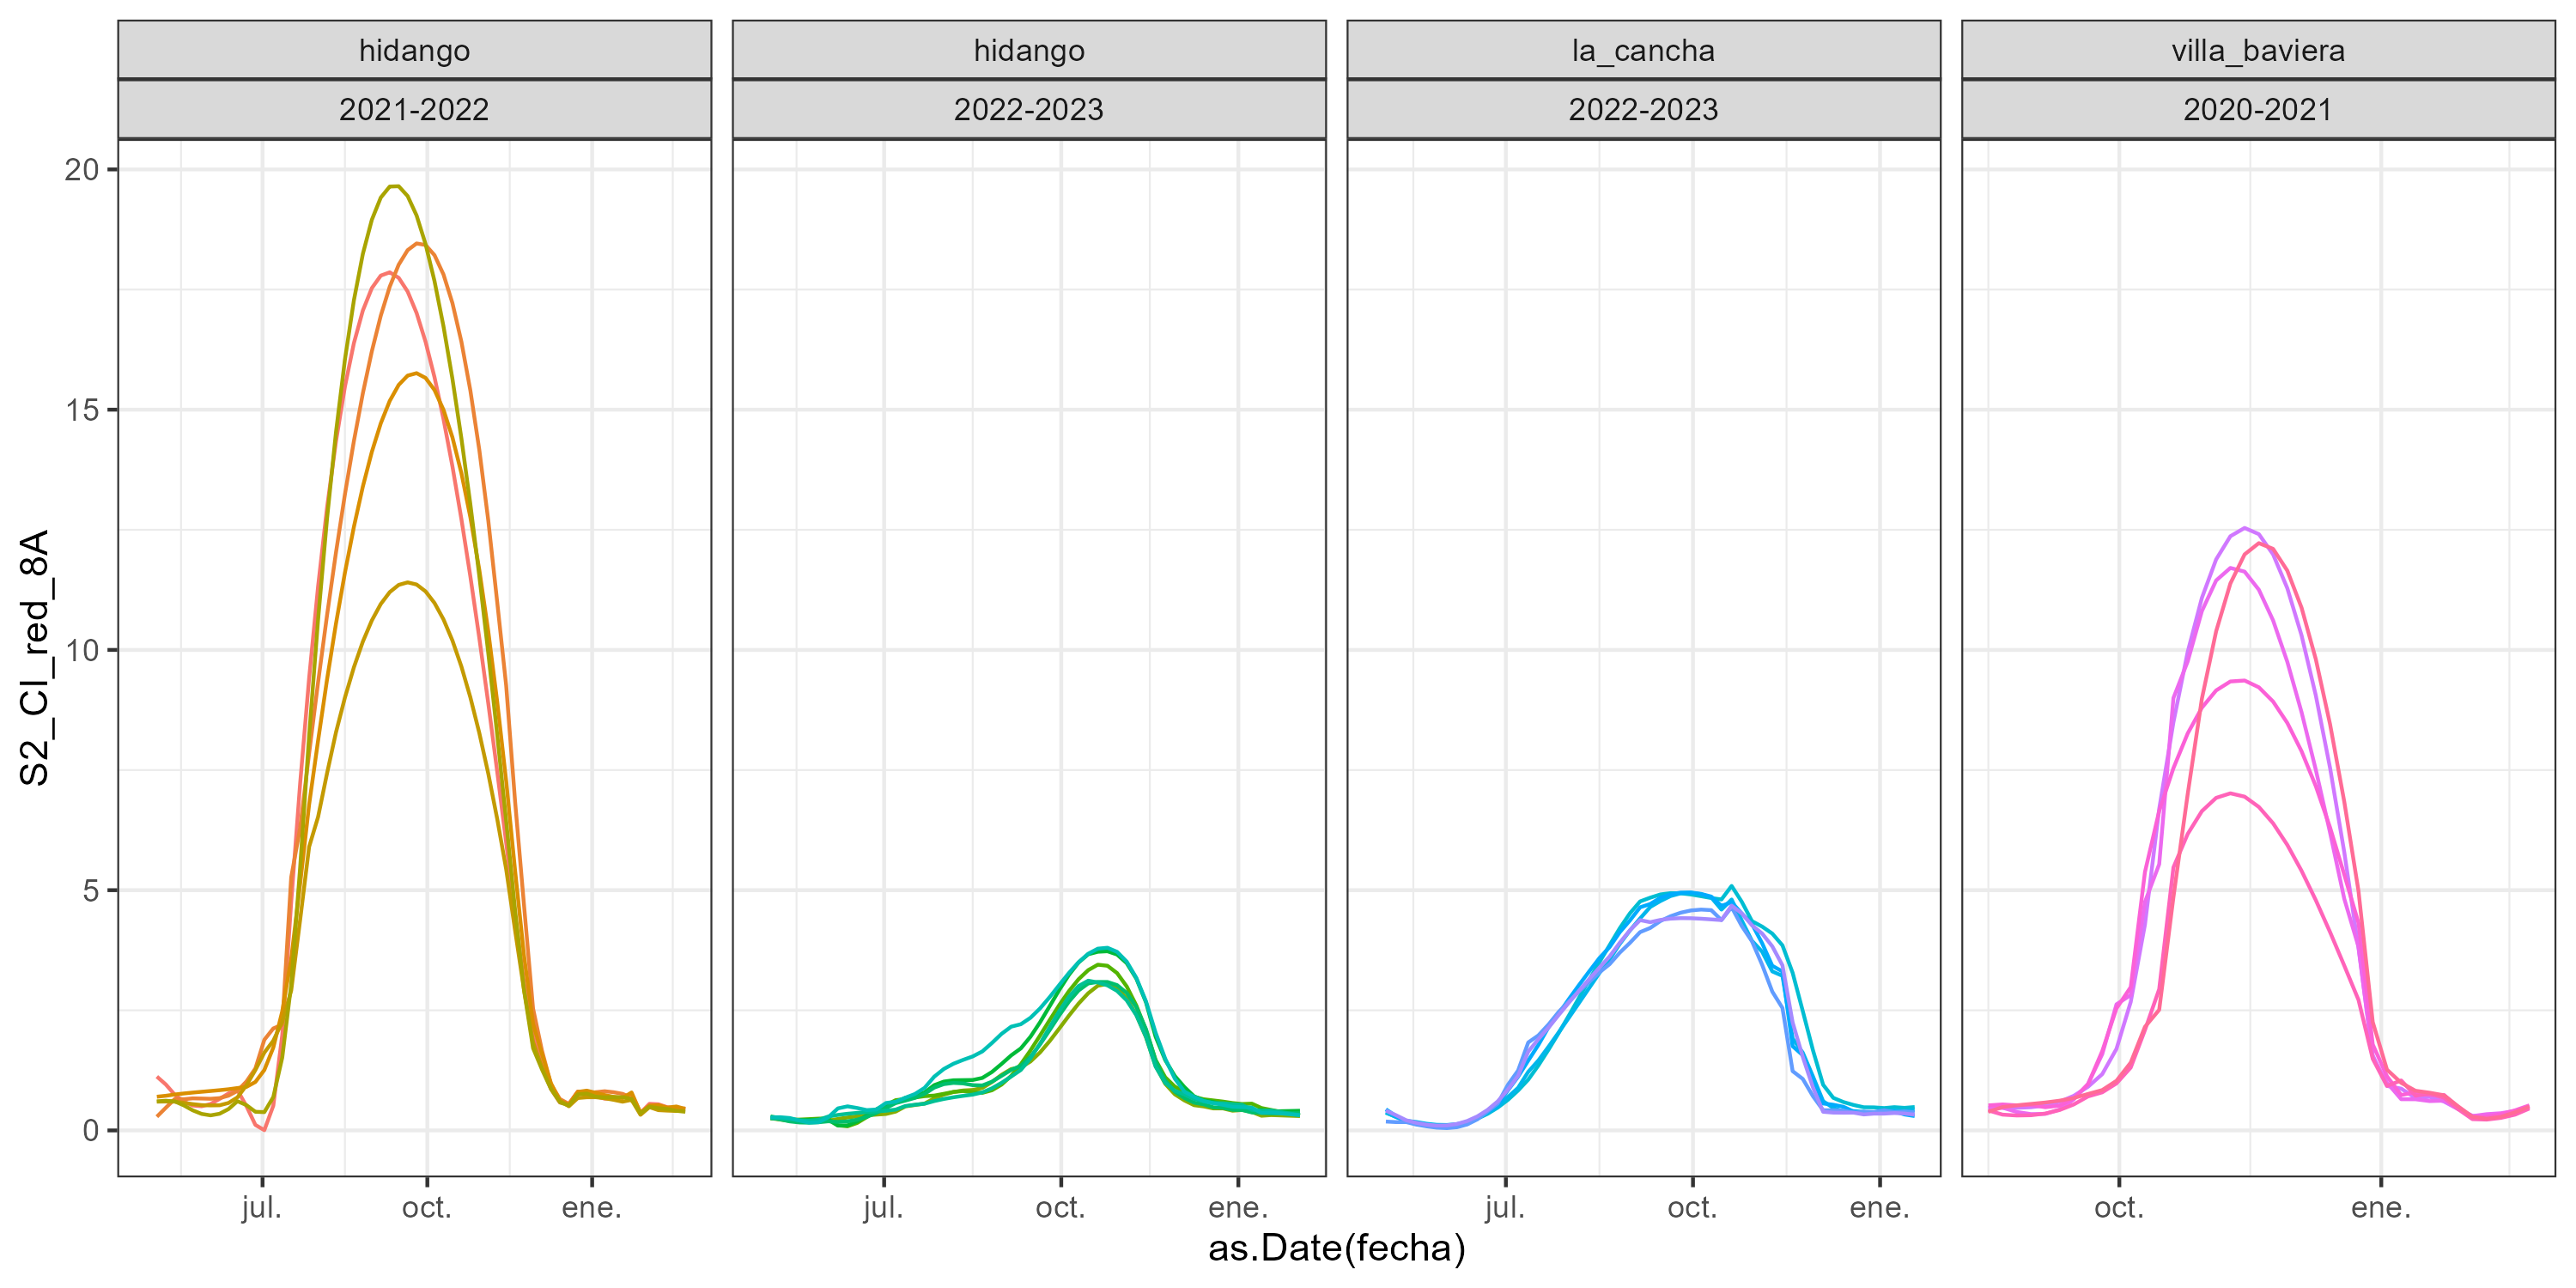 hidango hidango la_cancha villa_baviera
2021-2022 2022-2023 2022-2023 2020-2021
20
15
10
5
0
S2_CI_red_8A
jul. oct. ene. jul. oct. ene. jul. oct. ene. oct. ene.
as.Date(fecha)